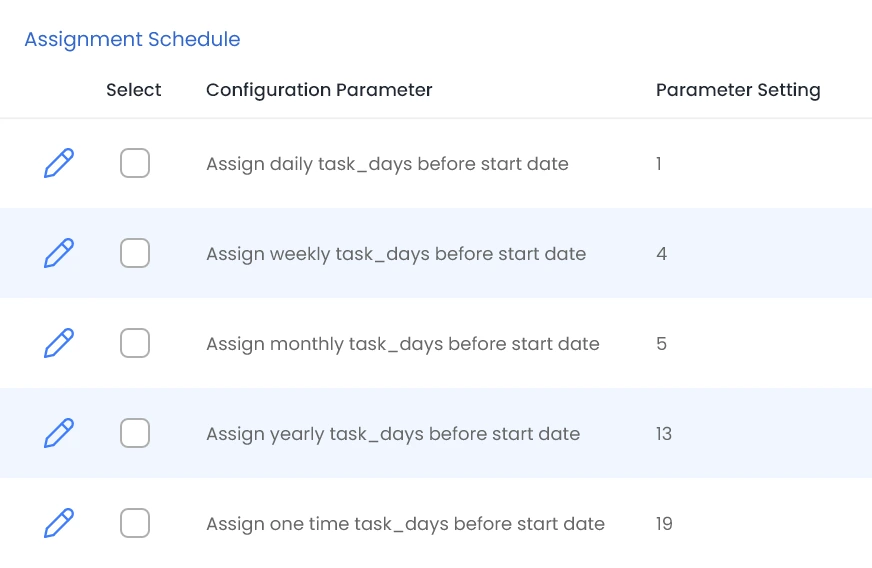 Assignment Schedule
Select Configuration Parameter Parameter Setting
Assign daily task_days before start date 1
Assign weekly task_days before start date 4
Assign monthly task_days before start date 5
Assign yearly task_days before start date 13
Assign one time task_days before start date 19